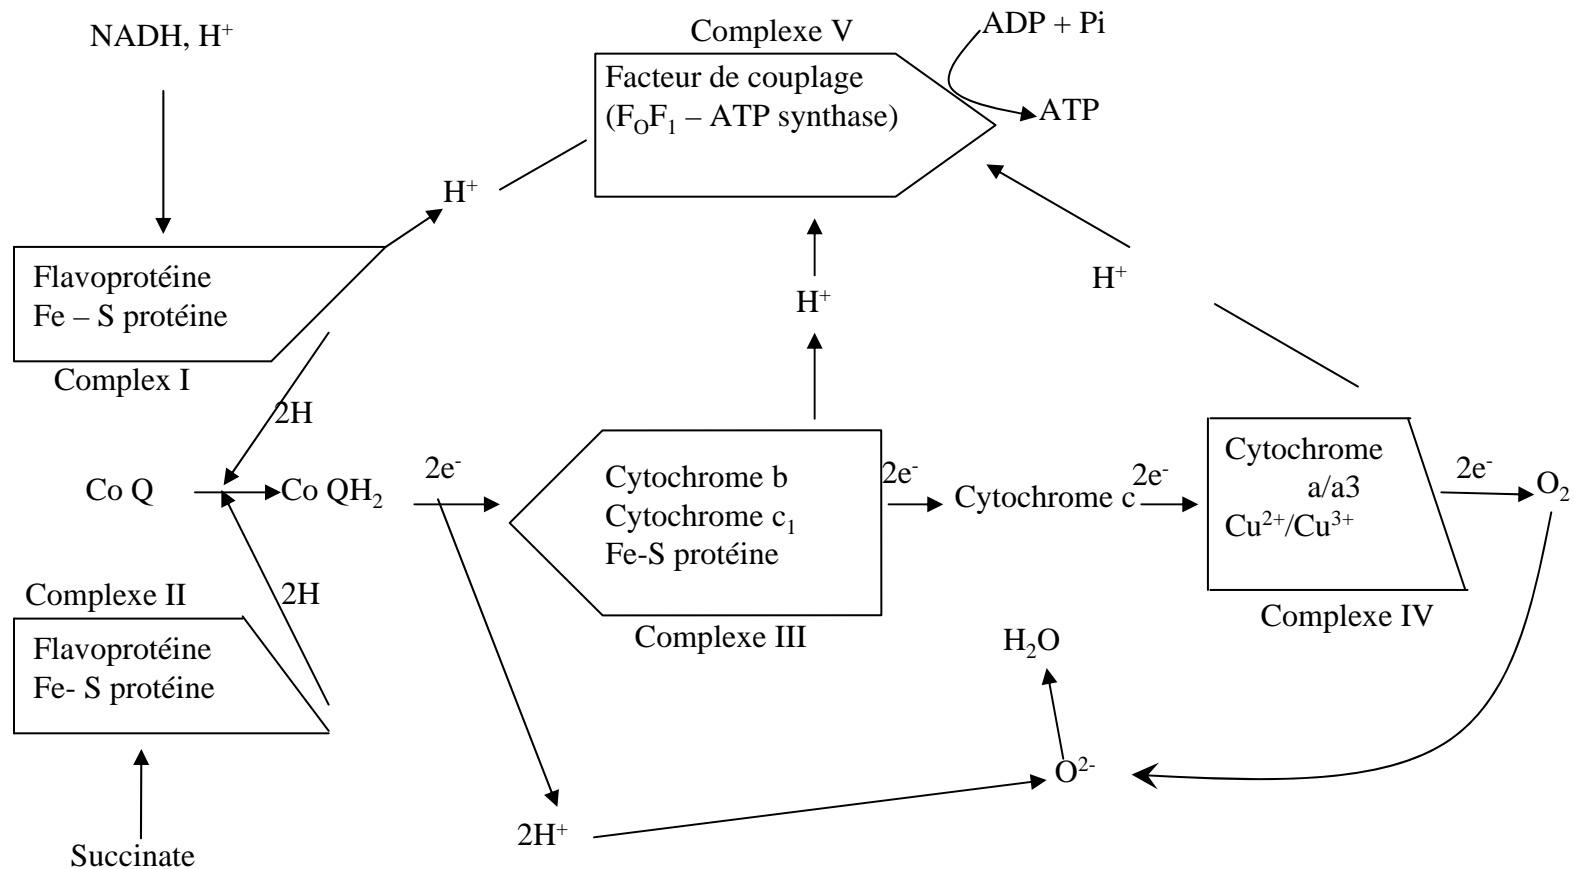 NADH, H⁺
Complexe V
ADP + Pi
Facteur de couplage
(F₀F₁ – ATP synthase)
ATP
H⁺
Flavoprotéine
Fe – S protéine
Complex I
H⁺
H⁺
2H
Co Q
Co QH₂
2e⁻
Cytochrome b
Cytochrome c₁
Fe-S protéine
Complexe III
2e⁻
Cytochrome c
2e⁻
Cytochrome
a/a3
Cu²⁺/Cu³⁺
Complexe IV
2e⁻
O₂
2H
Complexe II
Flavoprotéine
Fe- S protéine
Succinate
H₂O
O²⁻
2H⁺